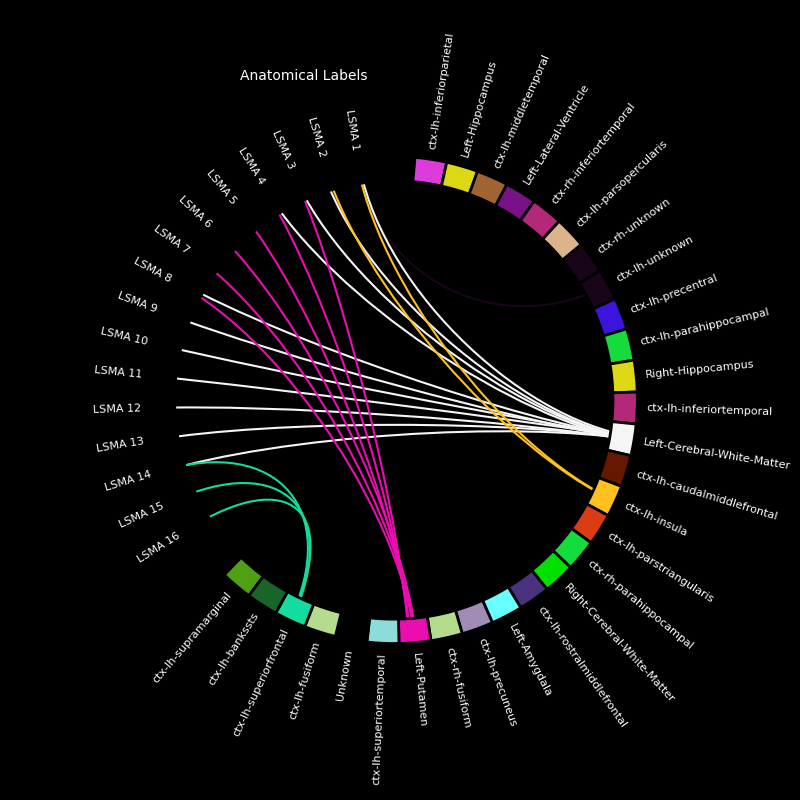 Anatomical Labels
LSMA 1
LSMA 2
LSMA 3
LSMA 4
LSMA 5
LSMA 6
LSMA 7
LSMA 8
LSMA 9
LSMA 10
LSMA 11
LSMA 12
LSMA 13
LSMA 14
LSMA 15
LSMA 16
ctx-lh-supramarginal
ctx-lh-bankssts
ctx-lh-superiorfrontal
ctx-lh-fusiform
Unknown
ctx-lh-superiortemporal
Left-Putamen
ctx-rh-fusiform
ctx-lh-precuneus
Left-Amygdala
ctx-lh-rostralmiddlefrontal
Right-Cerebral-White-Matter
ctx-rh-parahippocampal
ctx-lh-parstriangularis
ctx-lh-insula
ctx-lh-caudalmiddlefrontal
Left-Cerebral-White-Matter
ctx-lh-inferiortemporal
Right-Hippocampus
ctx-lh-parahippocampal
ctx-lh-precentral
ctx-lh-unknown
ctx-rh-unknown
ctx-lh-parsopercularis
ctx-rh-inferiortemporal
Left-Lateral-Ventricle
ctx-lh-middletemporal
Left-Hippocampus
ctx-lh-inferiorparietal